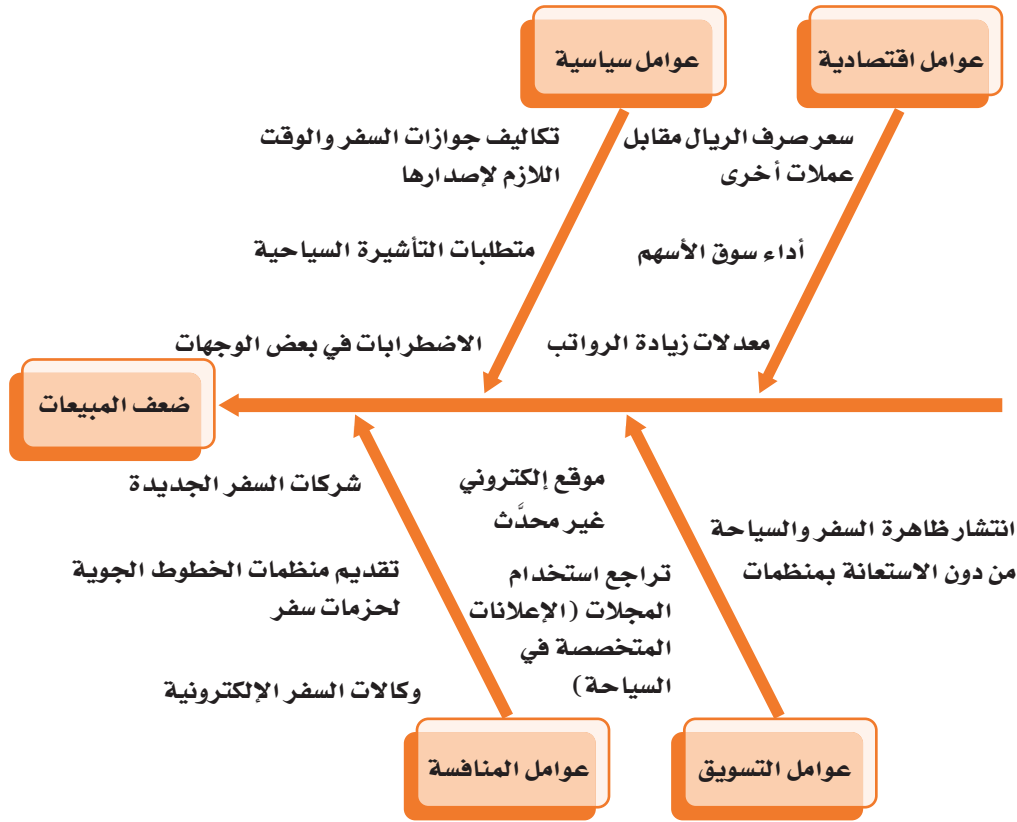 عوامل اقتصادية
سعر صرف الريال مقابل
عملات أخرى
أداء سوق الأسهم
معدلات زيادة الرواتب
عوامل سياسية
تكاليف جوازات السفر والوقت
اللازم لإصدارها
متطلبات التأشيرة السياحية
الاضطرابات في بعض الوجهات
ضعف المبيعات
انتشار ظاهرة السفر والسياحة
من دون الاستعانة بمنظمات
موقع إلكتروني
غير محدَّث
تراجع استخدام
المجلات (الإعلانات
المتخصصة في
السياحة)
عوامل التسويق
شركات السفر الجديدة
تقديم منظمات الخطوط الجوية
لحزمات سفر
وكالات السفر الإلكترونية
عوامل المنافسة